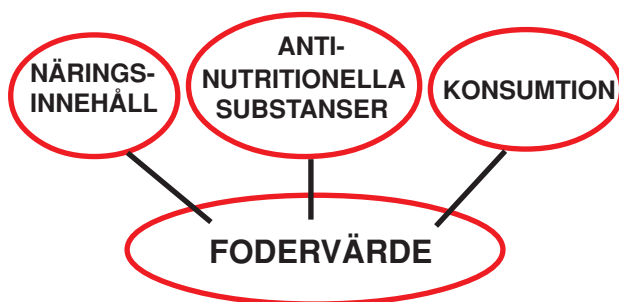 NÄRINGS-
INNEHÅLL
ANTI-
NUTRITIONELLA
SUBSTANSER
KONSUMTION
FODERVÄRDE